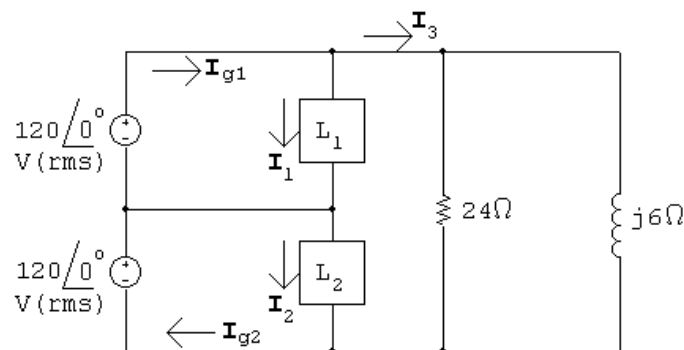 I3
Ig1
120/0°
V(rms)
L1
I1
24Ω
j6Ω
120/0°
V(rms)
L2
I2
Ig2